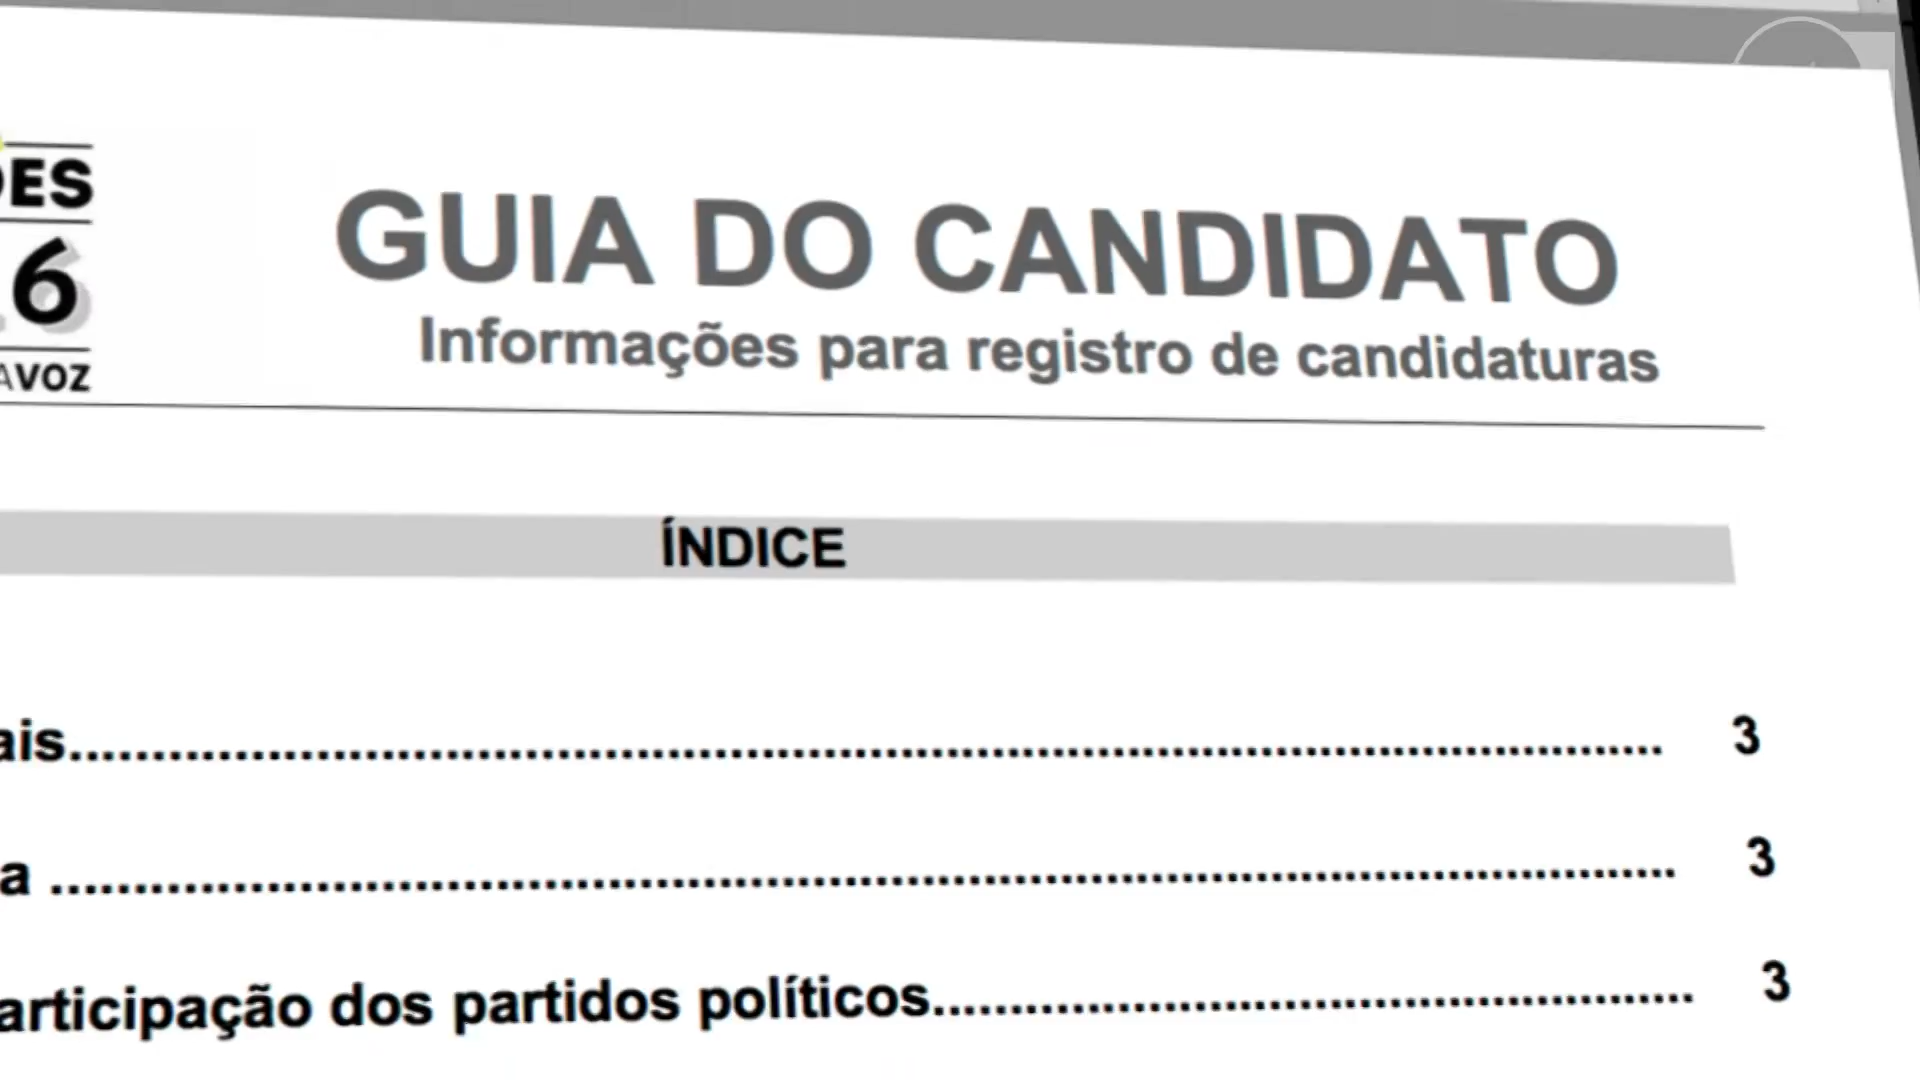 ÕES
6
AVOZ
GUIA DO CANDIDATO
Informações para registro de candidaturas
ÍNDICE
ais........................................................................................ 3
a ........................................................................................ 3
articipação dos partidos políticos........................................ 3